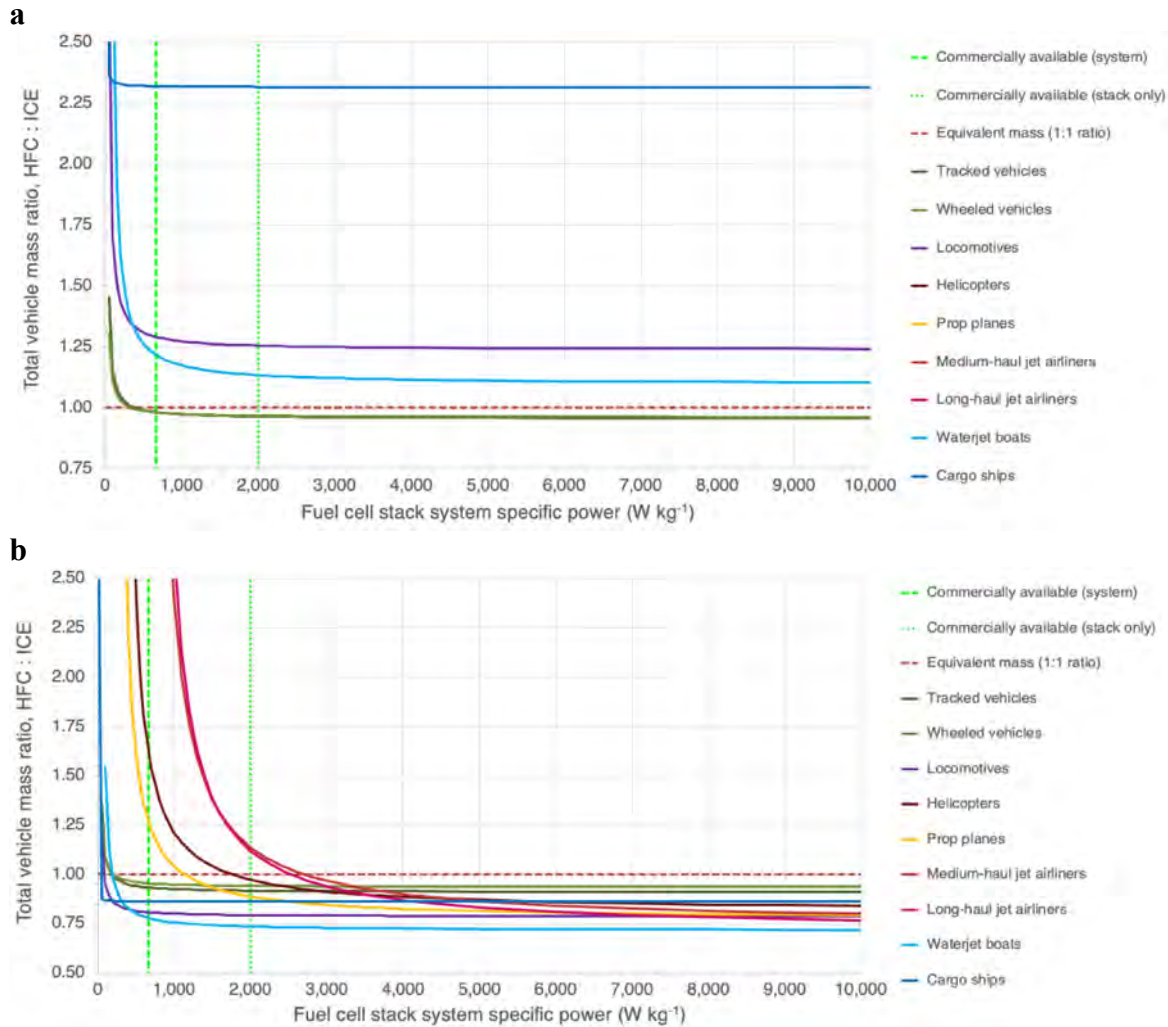 a
2.50
2.25
2.00
1.75
1.50
1.25
1.00
0.75
Total vehicle mass ratio, HFC : ICE
0 1,000 2,000 3,000 4,000 5,000 6,000 7,000 8,000 9,000 10,000
Fuel cell stack system specific power (W kg⁻¹)
Commercially available (system)
Commercially available (stack only)
Equivalent mass (1:1 ratio)
Tracked vehicles
Wheeled vehicles
Locomotives
Helicopters
Prop planes
Medium-haul jet airliners
Long-haul jet airliners
Waterjet boats
Cargo ships
b
2.50
2.25
2.00
1.75
1.50
1.25
1.00
0.75
0.50
Total vehicle mass ratio, HFC : ICE
0 1,000 2,000 3,000 4,000 5,000 6,000 7,000 8,000 9,000 10,000
Fuel cell stack system specific power (W kg⁻¹)
Commercially available (system)
Commercially available (stack only)
Equivalent mass (1:1 ratio)
Tracked vehicles
Wheeled vehicles
Locomotives
Helicopters
Prop planes
Medium-haul jet airliners
Long-haul jet airliners
Waterjet boats
Cargo ships